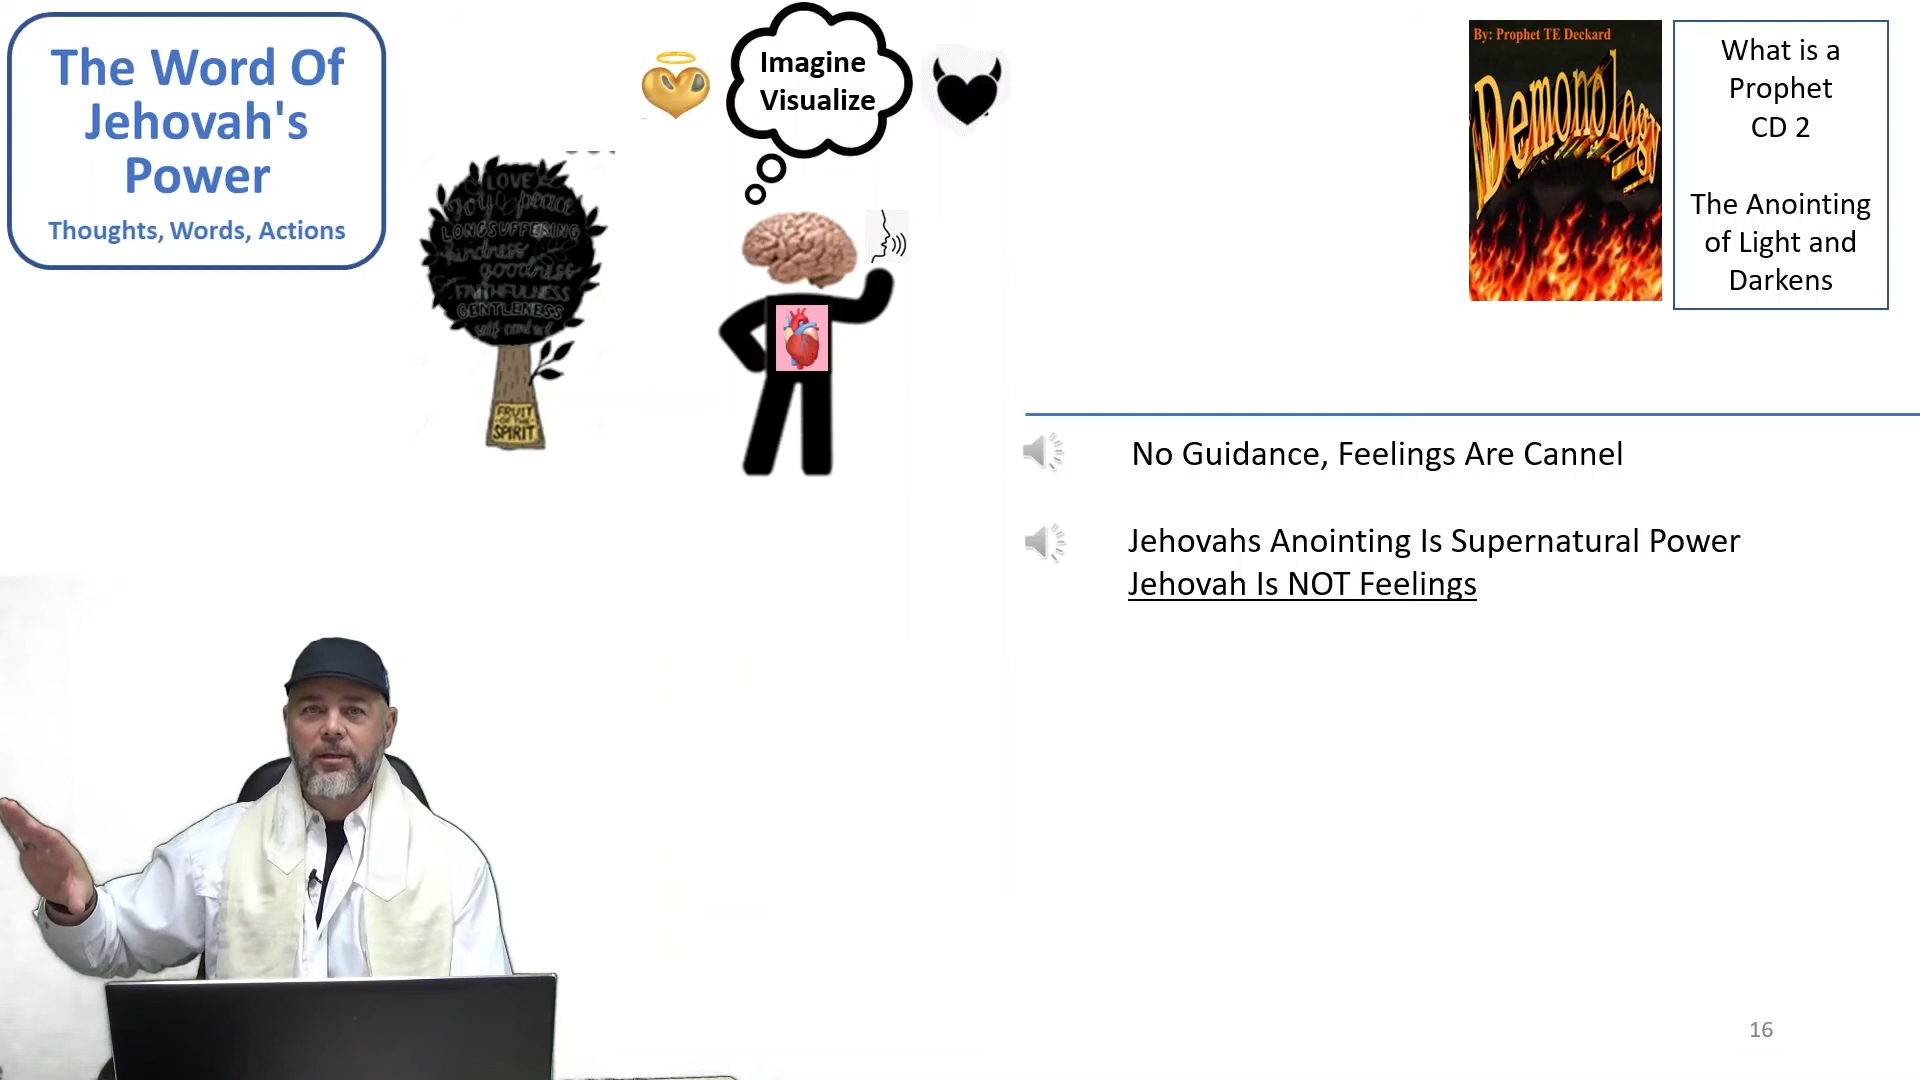 The Word Of
Jehovah's
Power
Thoughts, Words, Actions
LOVE
Joy & peace
LONGSUFFERING
kindness
goodness
FAITHFULNESS
GENTLENESS
self control
FRUIT
OF THE
SPIRIT
Imagine
Visualize
By: Prophet TE Deckard
Demonology
What is a
Prophet
CD 2
The Anointing
of Light and
Darkens
No Guidance, Feelings Are Cannel
Jehovahs Anointing Is Supernatural Power
Jehovah Is NOT Feelings
16